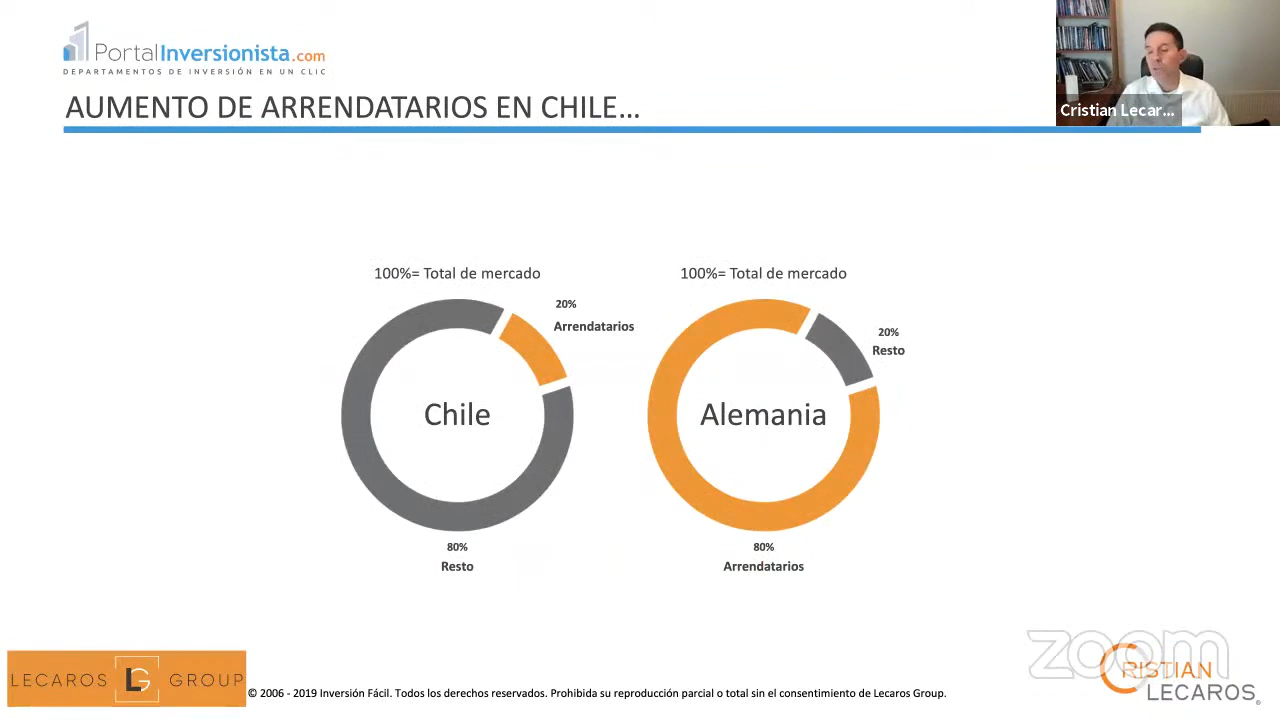 PortalInversionista.com
DEPARTAMENTOS DE INVERSIÓN EN UN CLIC
AUMENTO DE ARRENDATARIOS EN CHILE…
Cristian Lecar...
100%= Total de mercado
20%
Arrendatarios
Chile
80%
Resto
100%= Total de mercado
20%
Resto
Alemania
80%
Arrendatarios
LECAROS LG GROUP
© 2006 - 2019 Inversión Fácil. Todos los derechos reservados. Prohibida su reproducción parcial o total sin el consentimiento de Lecaros Group.
zoom
CRISTIAN
LECAROS®